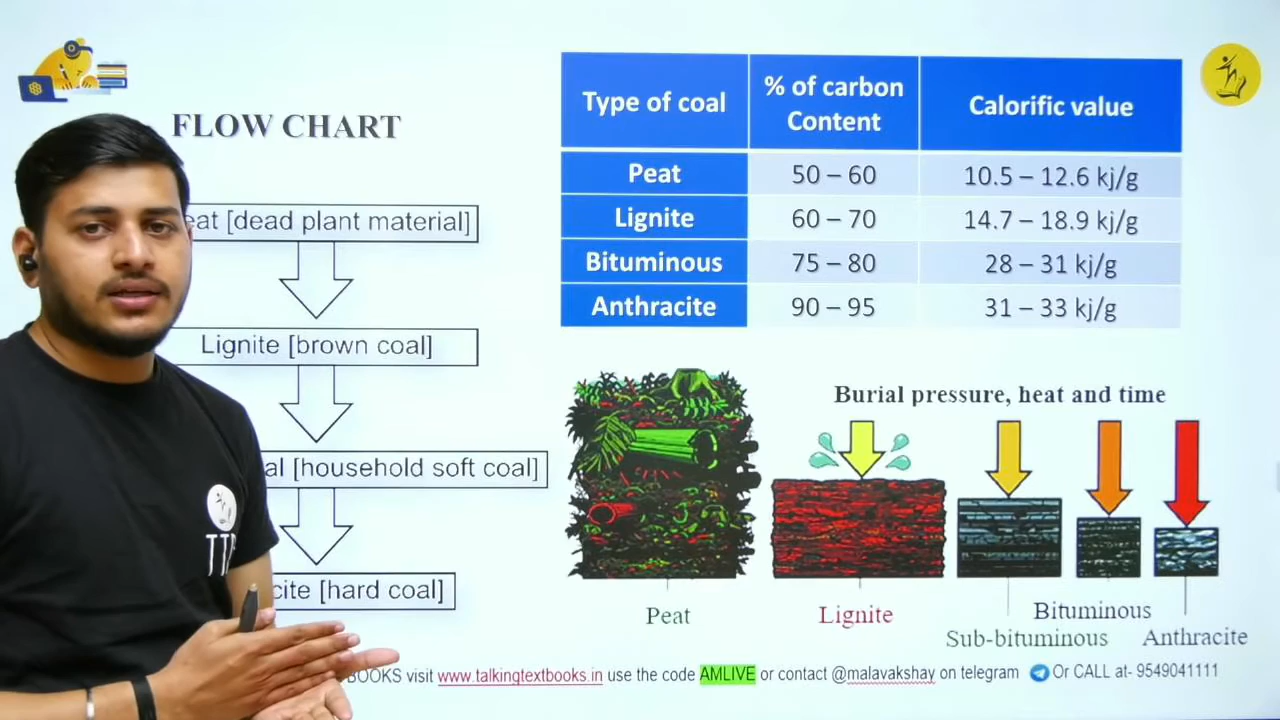 FLOW CHART
eat [dead plant material]
Lignite [brown coal]
al [household soft coal]
cite [hard coal]
Type of coal % of carbon Content Calorific value
Peat 50 – 60 10.5 – 12.6 kj/g
Lignite 60 – 70 14.7 – 18.9 kj/g
Bituminous 75 – 80 28 – 31 kj/g
Anthracite 90 – 95 31 – 33 kj/g
Burial pressure, heat and time
Peat
Lignite
Bituminous
Sub-bituminous
Anthracite
BOOKS visit www.talkingtextbooks.in use the code AMLIVE or contact @malavakshay on telegram Or CALL at- 9549041111